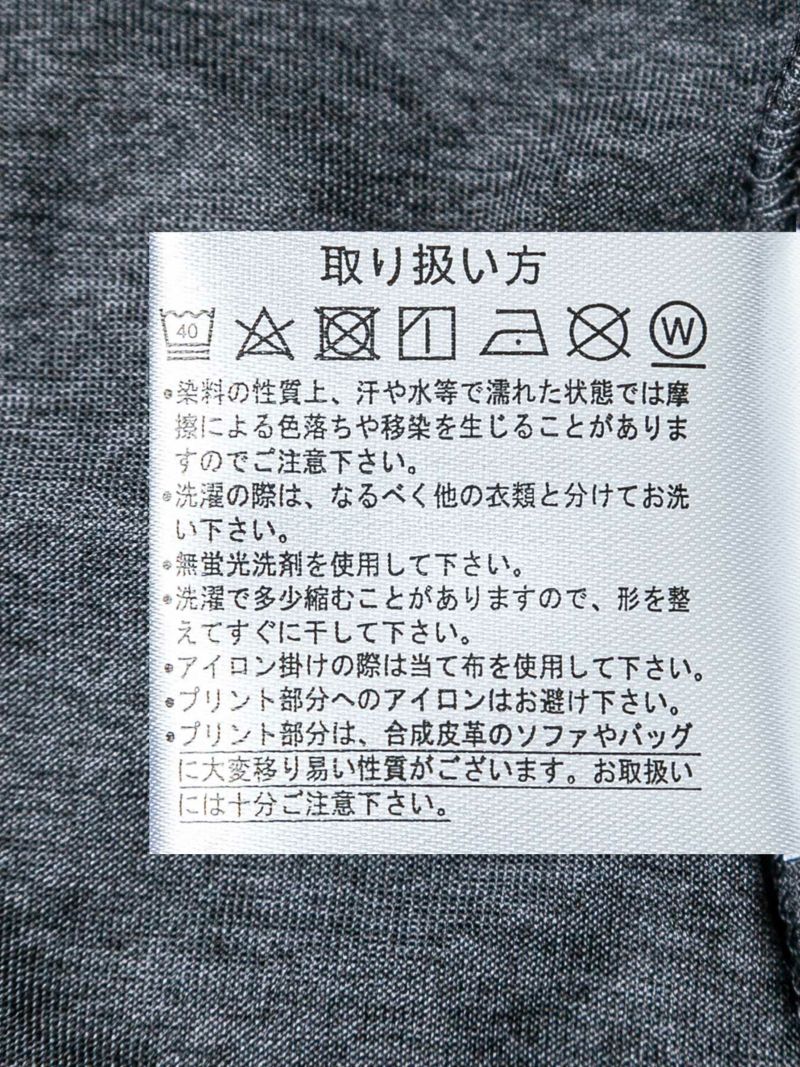 取り扱い方
40 W
•染料の性質上、汗や水等で濡れた状態では摩
擦による色落ちや移染を生じることがありま
すのでご注意下さい。
•洗濯の際は、なるべく他の衣類と分けてお洗
い下さい。
•無蛍光洗剤を使用して下さい。
•洗濯で多少縮むことがありますので、形を整
えてすぐに干して下さい。
•アイロン掛けの際は当て布を使用して下さい。
•プリント部分へのアイロンはお避け下さい。
•プリント部分は、合成皮革のソファやバッグ
に大変移り易い性質がございます。お取扱い
には十分ご注意下さい。